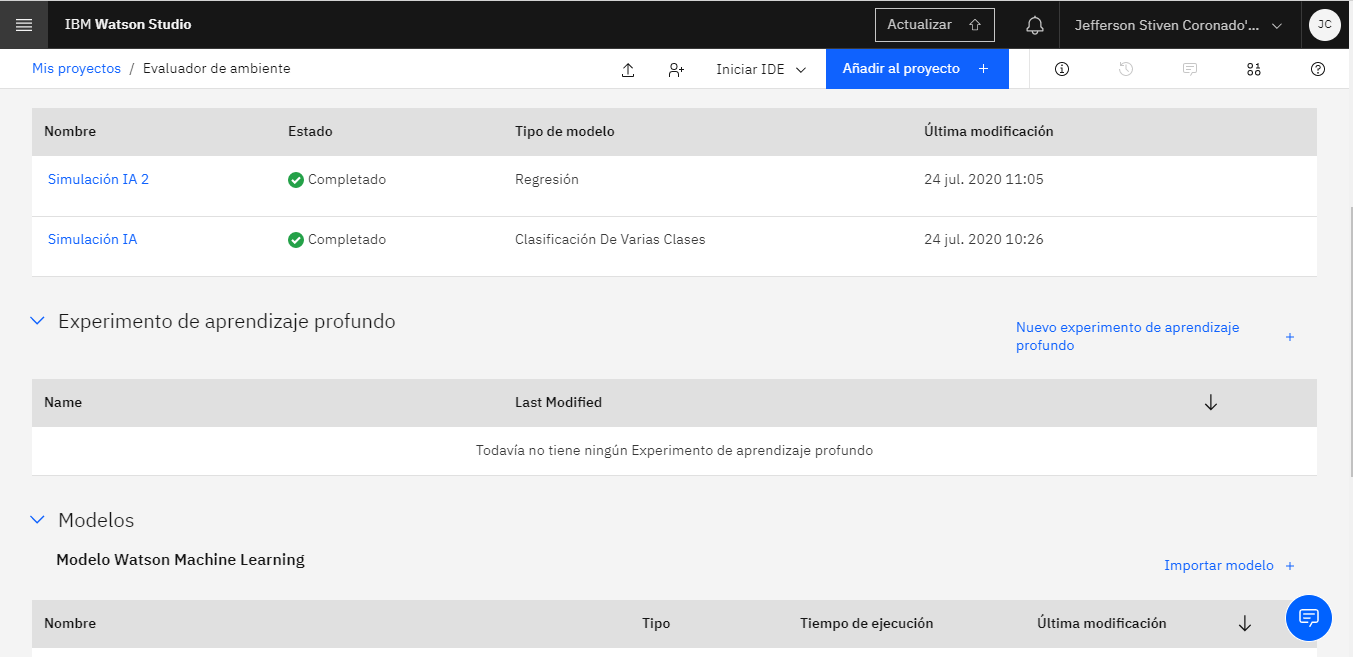 IBM Watson Studio
Actualizar
Jefferson Stiven Coronado'...
JC
Mis proyectos / Evaluador de ambiente
Iniciar IDE
Añadir al proyecto +
Nombre Estado Tipo de modelo Última modificación
Simulación IA 2 Completado Regresión 24 jul. 2020 11:05
Simulación IA Completado Clasificación De Varias Clases 24 jul. 2020 10:26
Experimento de aprendizaje profundo
Nuevo experimento de aprendizaje
profundo +
Name Last Modified
Todavía no tiene ningún Experimento de aprendizaje profundo
Modelos
Modelo Watson Machine Learning
Importar modelo +
Nombre Tipo Tiempo de ejecución Última modificación